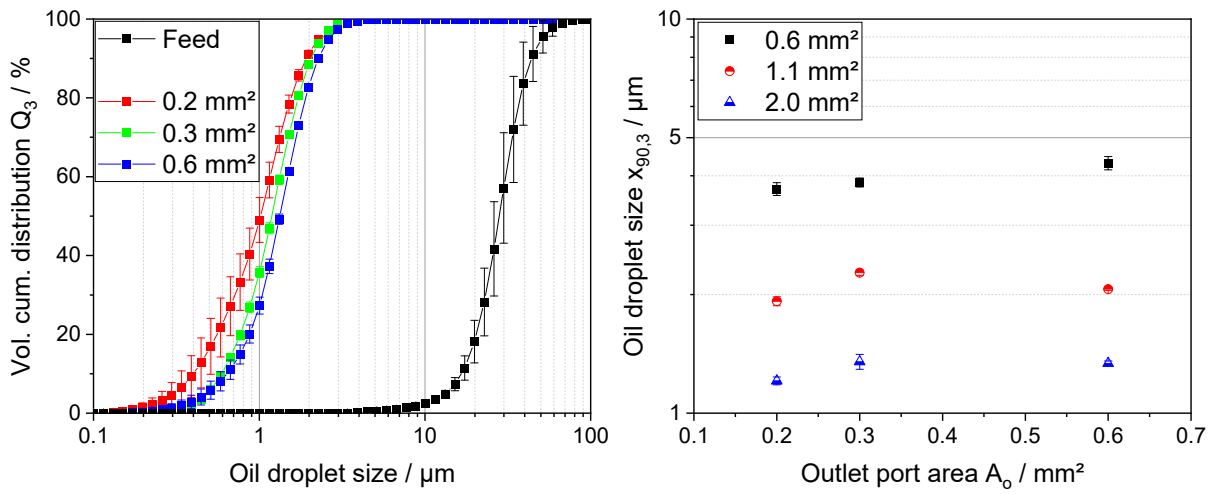 Vol. cum. distribution Q₃ / %
100
80
60
40
20
0
Feed
0.2 mm²
0.3 mm²
0.6 mm²
0.1
1
10
100
Oil droplet size / μm
Oil droplet size x₉₀,₃ / μm
10
5
1
0.6 mm²
1.1 mm²
2.0 mm²
0.1
0.2
0.3
0.4
0.5
0.6
0.7
Outlet port area Aₒ / mm²